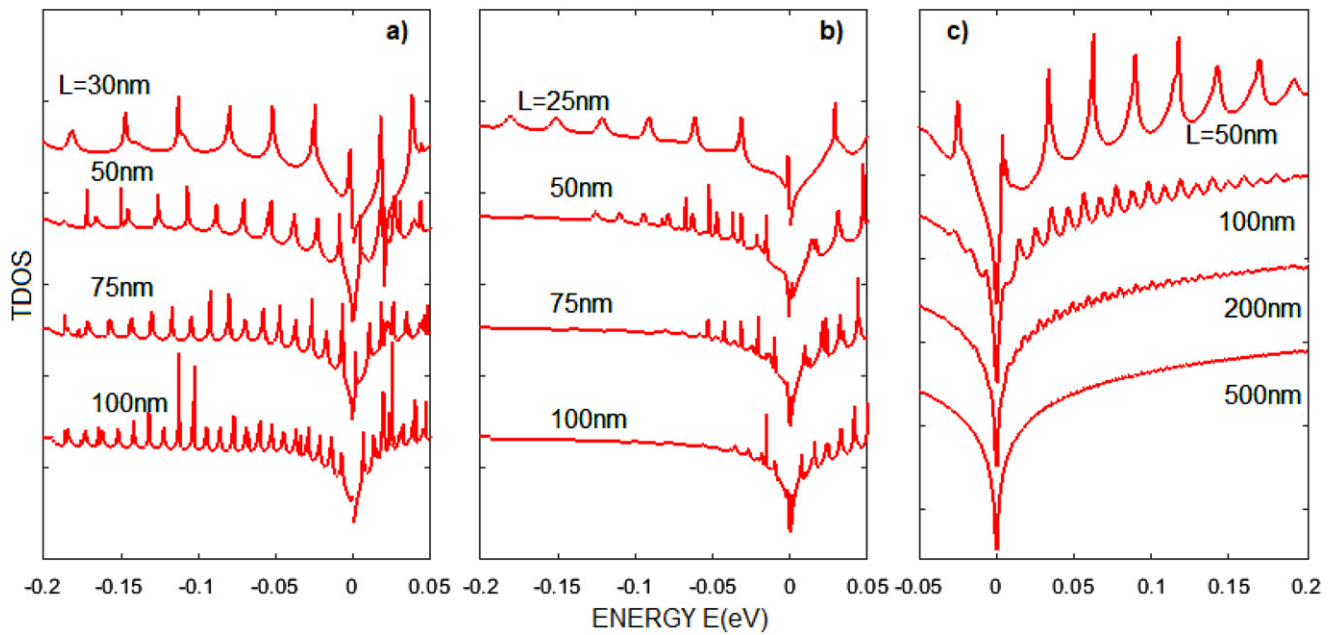 a)
L=30nm
50nm
75nm
100nm
b)
L=25nm
50nm
75nm
100nm
c)
L=50nm
100nm
200nm
500nm
TDOS
-0.2 -0.15 -0.1 -0.05 0 0.05
-0.2 -0.15 -0.1 -0.05 0 0.05
-0.05 0 0.05 0.1 0.15 0.2
ENERGY E(eV)